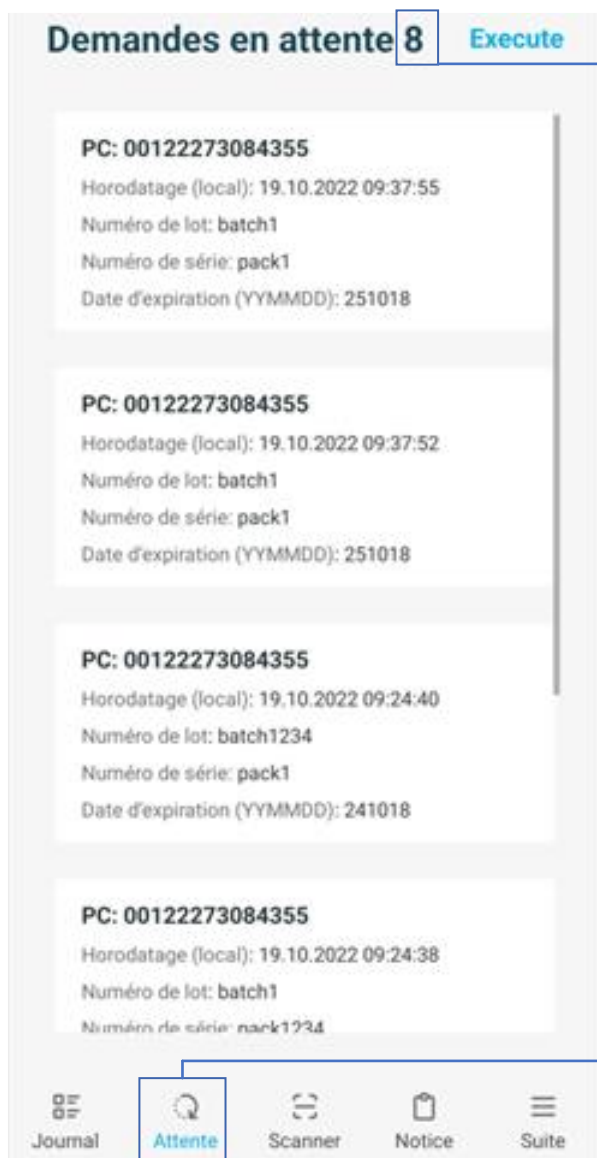 Demandes en attente 8 Execute
PC: 00122273084355
Horodatage (local): 19.10.2022 09:37:55
Numéro de lot: batch1
Numéro de série: pack1
Date d'expiration (YYMMDD): 251018
PC: 00122273084355
Horodatage (local): 19.10.2022 09:37:52
Numéro de lot: batch1
Numéro de série: pack1
Date d'expiration (YYMMDD): 251018
PC: 00122273084355
Horodatage (local): 19.10.2022 09:24:40
Numéro de lot: batch1234
Numéro de série: pack1
Date d'expiration (YYMMDD): 241018
PC: 00122273084355
Horodatage (local): 19.10.2022 09:24:38
Numéro de lot: batch1
Numéro de série: pack1234
Journal Attente Scanner Notice Suite